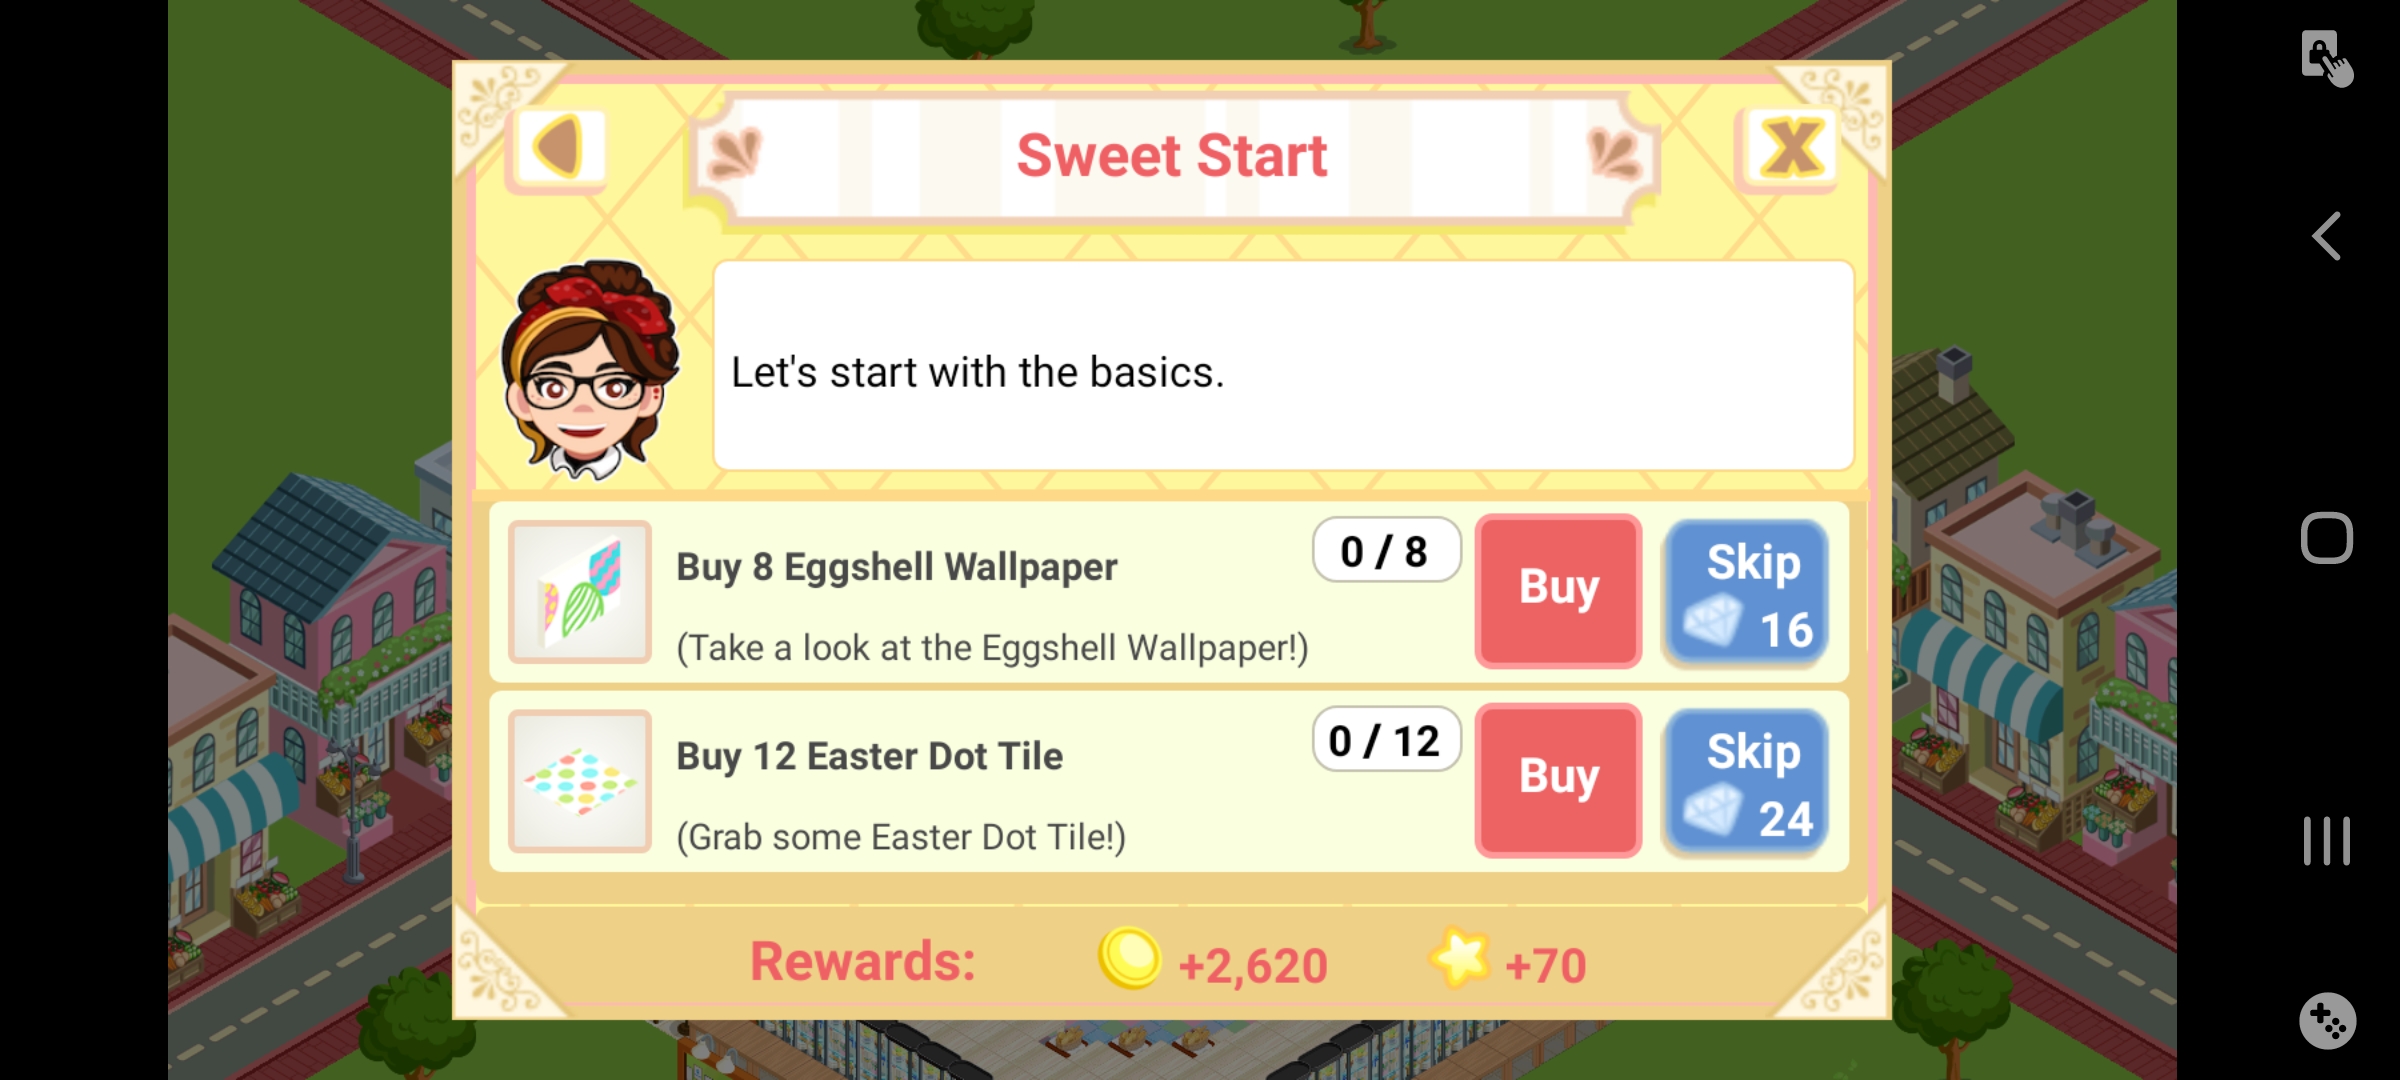 Sweet Start
Let's start with the basics.
Buy 8 Eggshell Wallpaper
0 / 8
Buy
Skip
16
(Take a look at the Eggshell Wallpaper!)
Buy 12 Easter Dot Tile
0 / 12
Buy
Skip
24
(Grab some Easter Dot Tile!)
Rewards: +2,620 +70